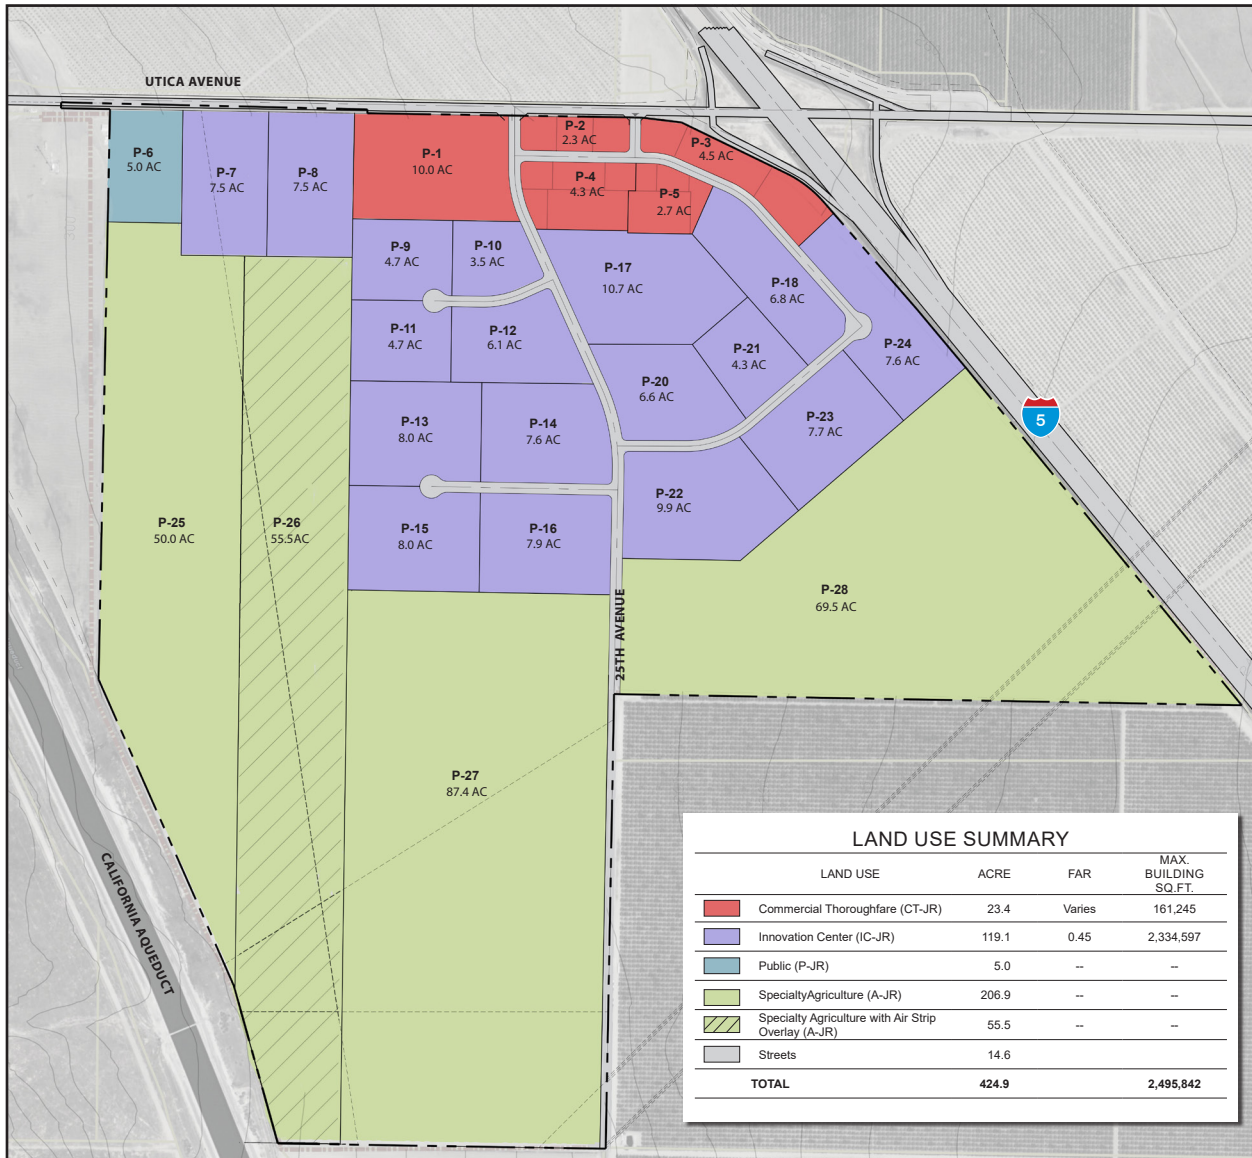 UTICA AVENUE
P-6
5.0 AC
P-7
7.5 AC
P-8
7.5 AC
P-1
10.0 AC
P-2
2.3 AC
P-3
4.5 AC
P-4
4.3 AC
P-5
2.7 AC
P-9
4.7 AC
P-10
3.5 AC
P-17
10.7 AC
P-18
6.8 AC
P-11
4.7 AC
P-12
6.1 AC
P-21
4.3 AC
P-24
7.6 AC
P-20
6.6 AC
P-13
8.0 AC
P-14
7.6 AC
P-23
7.7 AC
5
P-22
9.9 AC
P-25
50.0 AC
P-26
55.5AC
P-15
8.0 AC
P-16
7.9 AC
25TH AVENUE
P-28
69.5 AC
P-27
87.4 AC
CALIFORNIA AQUEDUCT
LAND USE SUMMARY
LAND USE ACRE FAR MAX. BUILDING SQ.FT.
Commercial Thoroughfare (CT-JR) 23.4 Varies 161,245
Innovation Center (IC-JR) 119.1 0.45 2,334,597
Public (P-JR) 5.0 -- --
SpecialtyAgriculture (A-JR) 206.9 -- --
Specialty Agriculture with Air Strip
Overlay (A-JR) 55.5 -- --
Streets 14.6
TOTAL 424.9 2,495,842